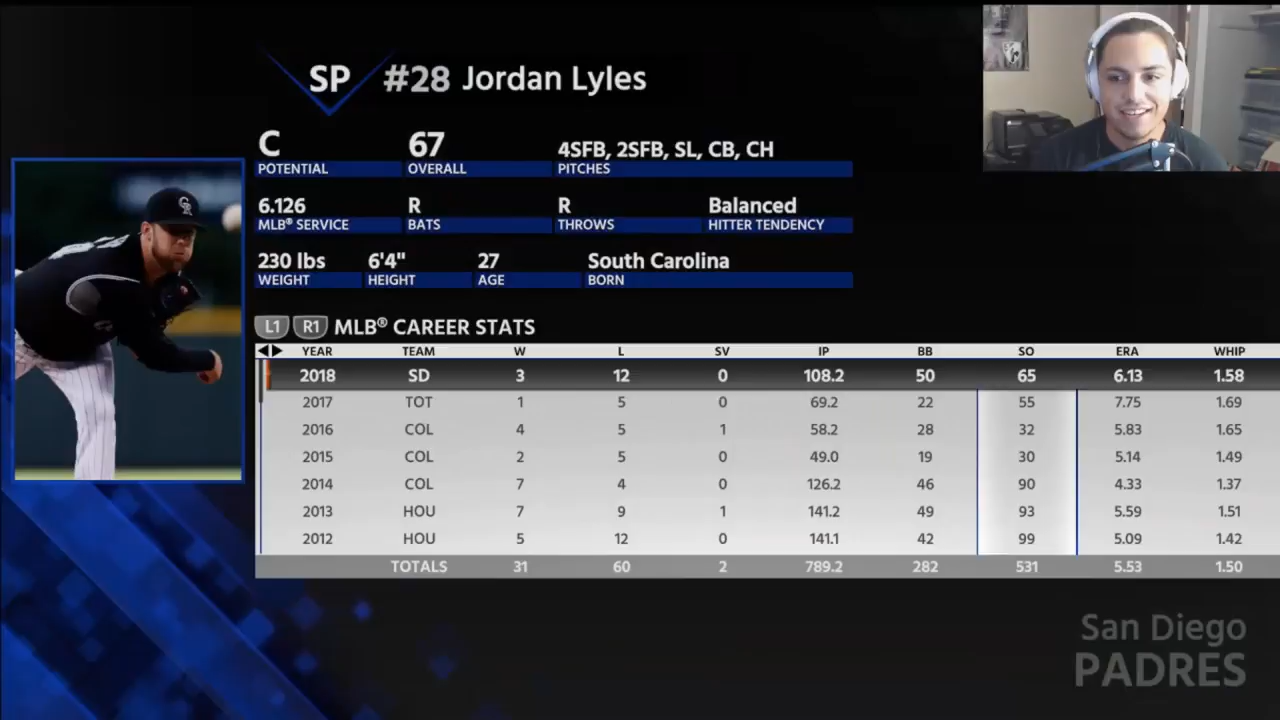 SP #28 Jordan Lyles
C 67 4SFB, 2SFB, SL, CB, CH
POTENTIAL OVERALL PITCHES
6.126 R R Balanced
MLB® SERVICE BATS THROWS HITTER TENDENCY
230 lbs 6'4" 27 South Carolina
WEIGHT HEIGHT AGE BORN
L1 R1 MLB® CAREER STATS
YEAR TEAM W L SV IP BB SO ERA WHIP
2018 SD 3 12 0 108.2 50 65 6.13 1.58
2017 TOT 1 5 0 69.2 22 55 7.75 1.69
2016 COL 4 5 1 58.2 28 32 5.83 1.65
2015 COL 2 5 0 49.0 19 30 5.14 1.49
2014 COL 7 4 0 126.2 46 90 4.33 1.37
2013 HOU 7 9 1 141.2 49 93 5.59 1.51
2012 HOU 5 12 0 141.1 42 99 5.09 1.42
TOTALS 31 60 2 789.2 282 531 5.53 1.50
San Diego
PADRES
CR